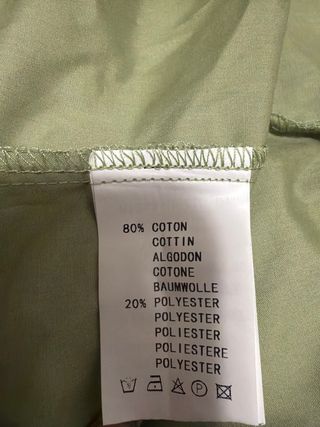 80% COTON
COTTIN
ALGODON
COTONE
BAUMWOLLE
20% POLYESTER
POLYESTER
POLIESTER
POLIESTERE
POLYESTER